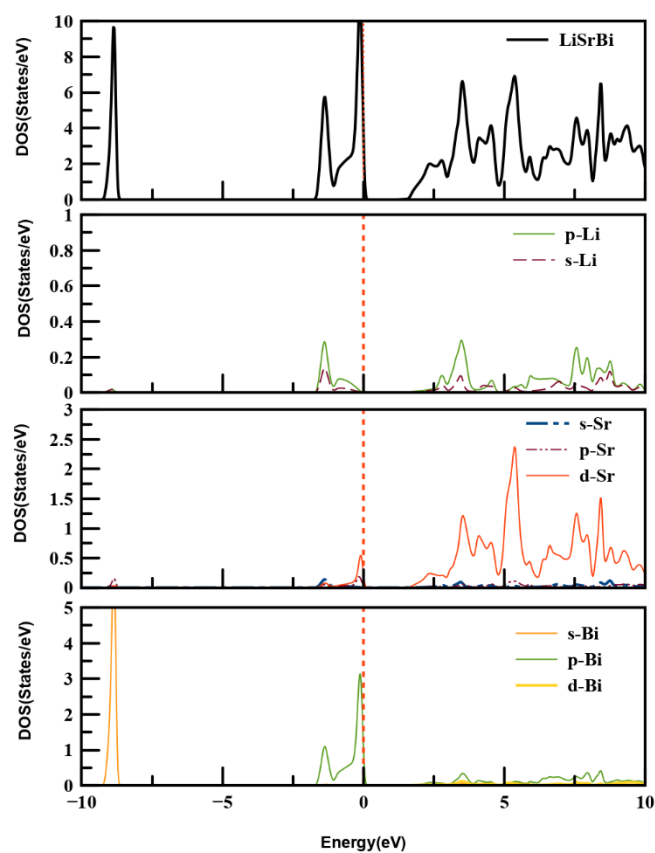 10
8
6
4
2
0
DOS(States/eV)
LiSrBi
1
0.8
0.6
0.4
0.2
0
DOS(States/eV)
p-Li
s-Li
3
2.5
2
1.5
1
0.5
0
DOS(States/eV)
s-Sr
p-Sr
d-Sr
5
4
3
2
1
0
DOS(States/eV)
s-Bi
p-Bi
d-Bi
−10 −5 0 5 10
Energy(eV)